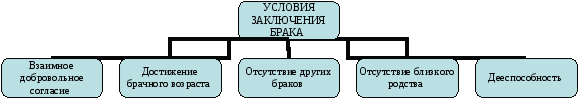 УСЛОВИЯ
ЗАКЛЮЧЕНИЯ
БРАКА
Взаимное
добровольное
согласие
Достижение
брачного возраста
Отсутствие других
браков
Отсутствие близкого
родства
Дееспособность